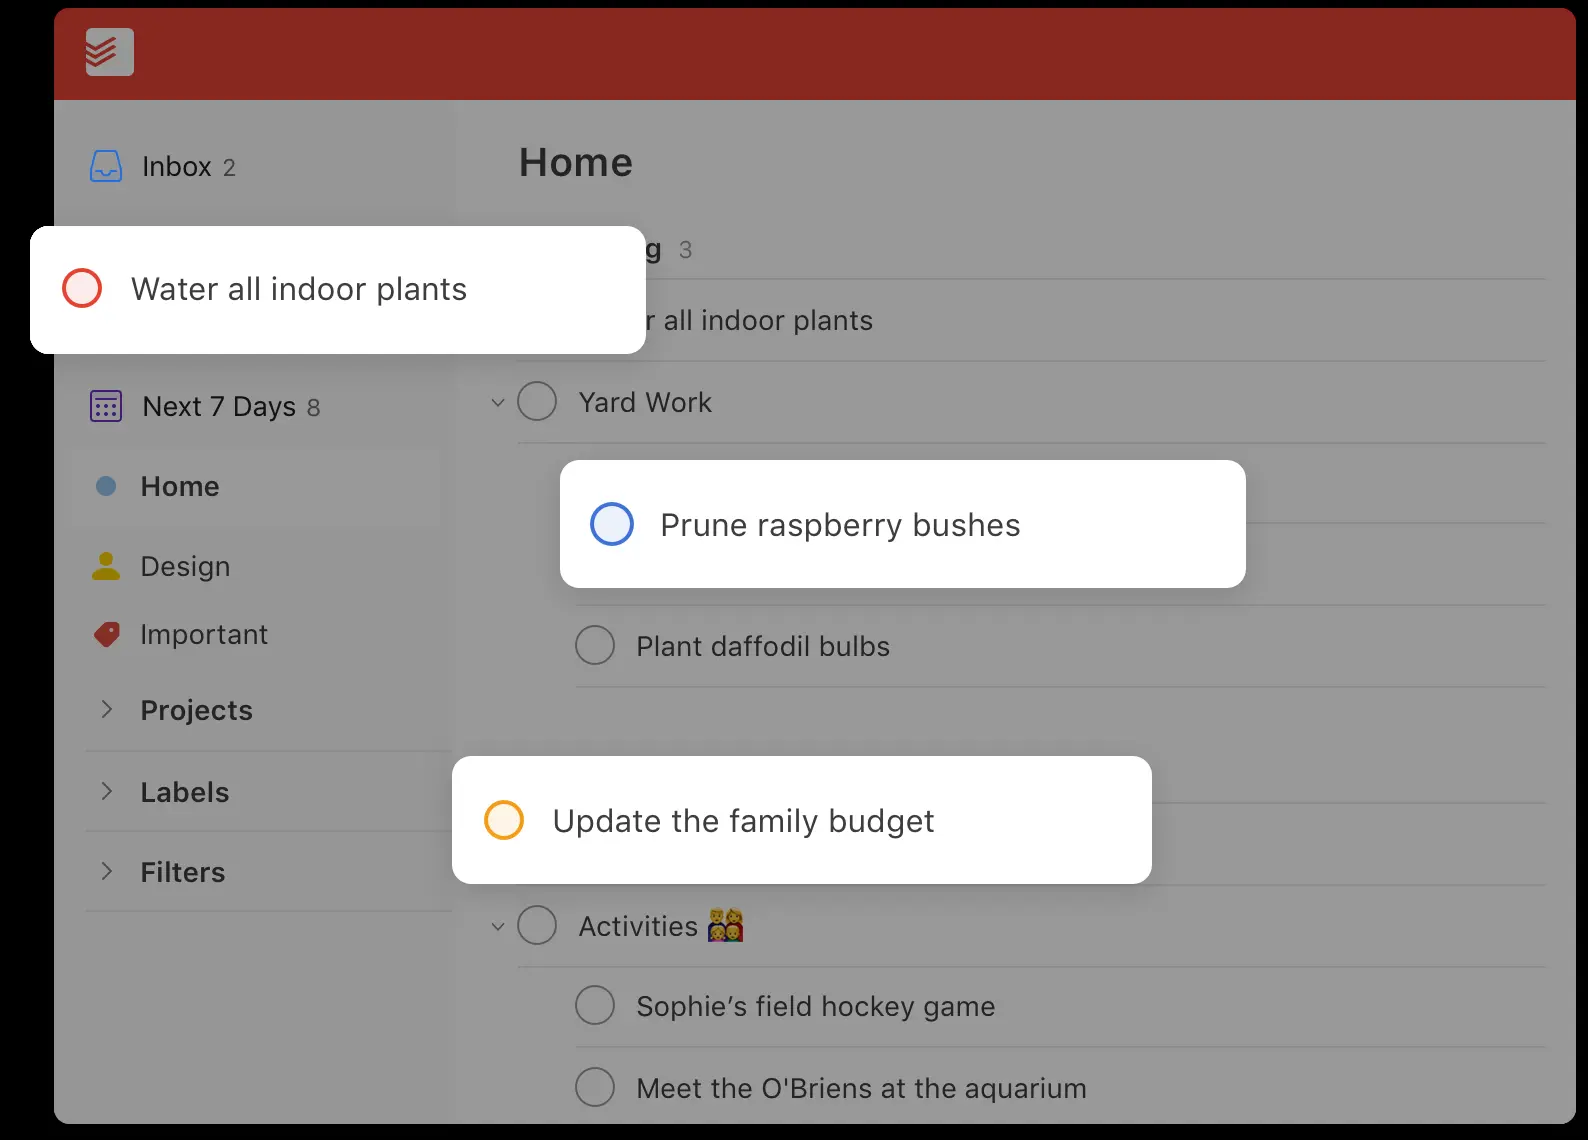 Inbox 2
Home
g 3
Water all indoor plants
r all indoor plants
Next 7 Days 8
Yard Work
Home
Prune raspberry bushes
Design
Important
Plant daffodil bulbs
Projects
Labels
Update the family budget
Filters
Activities 👨‍👩‍👧‍👦
Sophie’s field hockey game
Meet the O'Briens at the aquarium